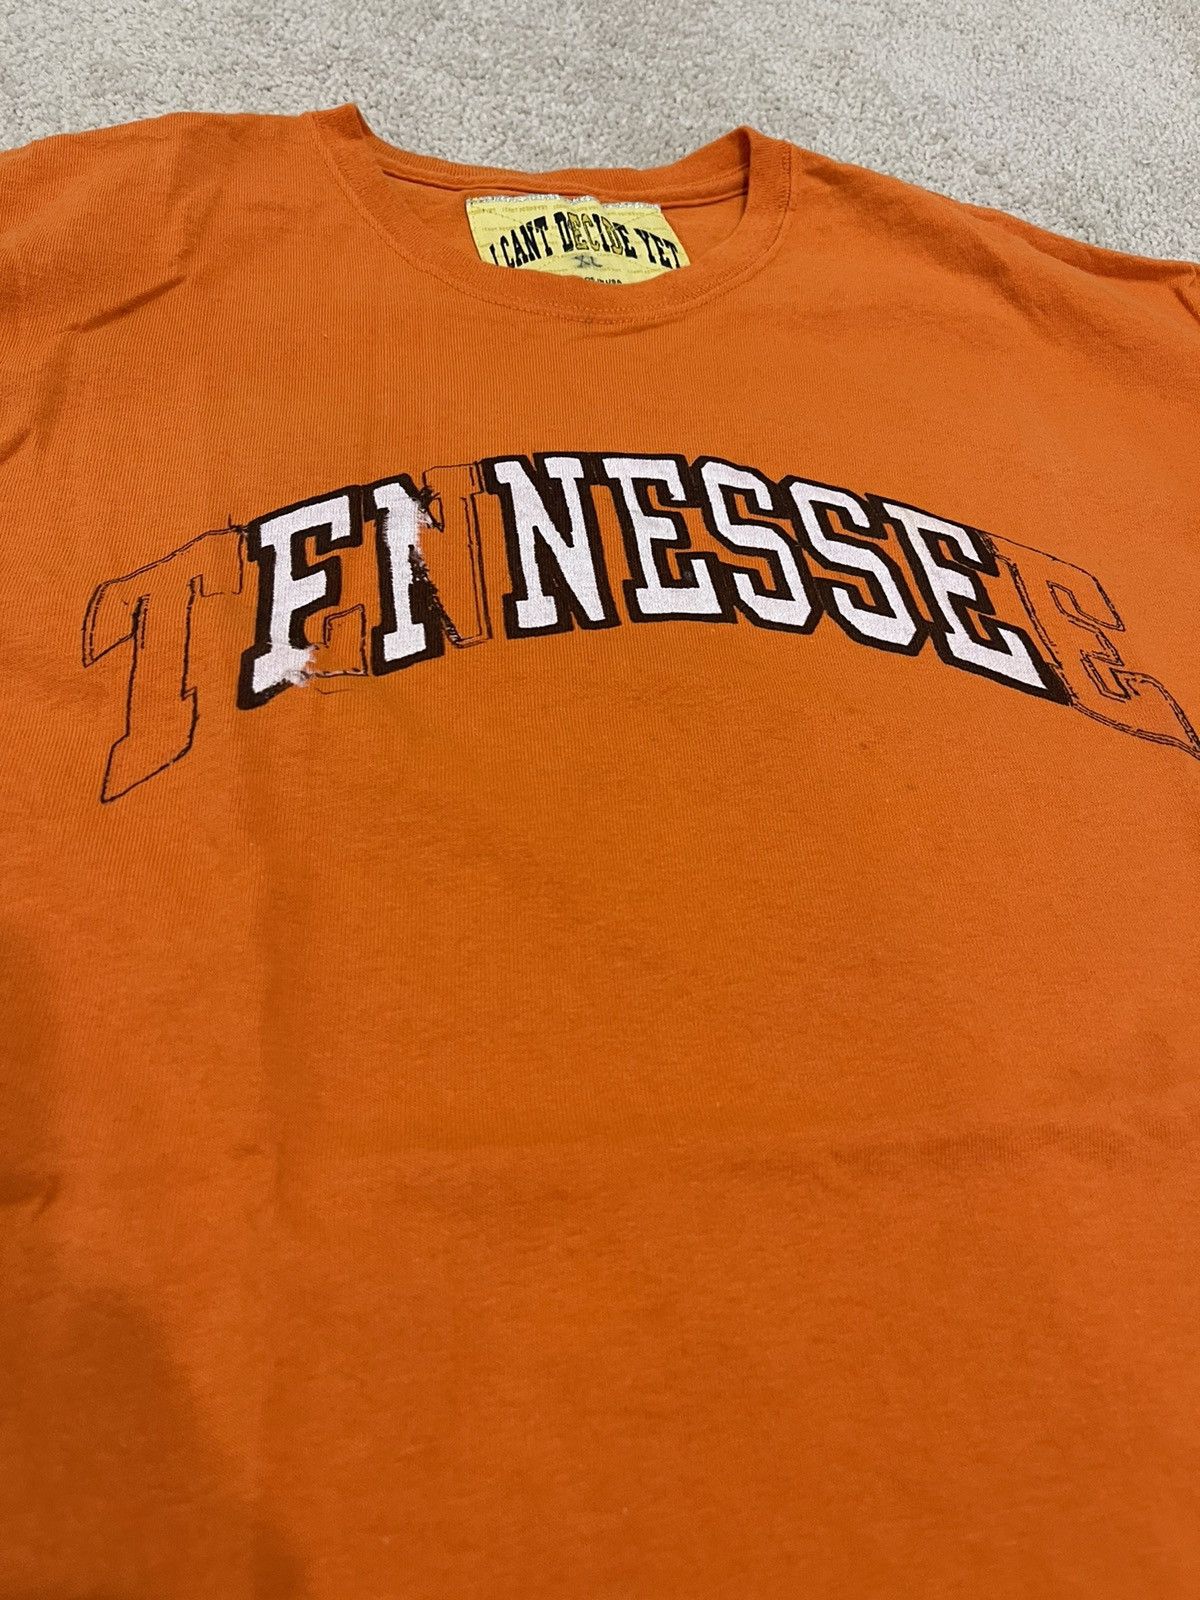 I CANT DECIDE YET
XL
TENNESSEE